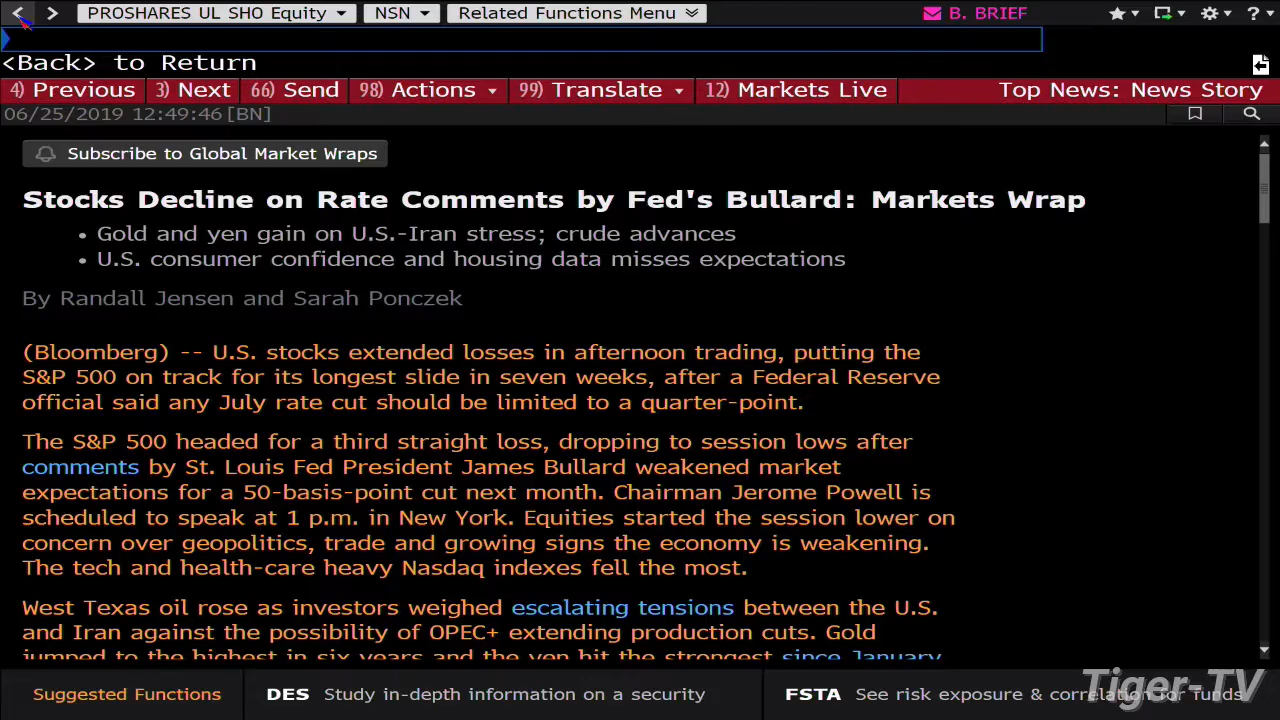 PROSHARES UL SHO Equity NSN Related Functions Menu B. BRIEF ?
<Back> to Return
4) Previous 3) Next 66) Send 98) Actions 99) Translate 12) Markets Live Top News: News Story
06/25/2019 12:49:46 [BN]
Subscribe to Global Market Wraps
Stocks Decline on Rate Comments by Fed's Bullard: Markets Wrap
• Gold and yen gain on U.S.-Iran stress; crude advances
• U.S. consumer confidence and housing data misses expectations
By Randall Jensen and Sarah Ponczek
(Bloomberg) -- U.S. stocks extended losses in afternoon trading, putting the
S&P 500 on track for its longest slide in seven weeks, after a Federal Reserve
official said any July rate cut should be limited to a quarter-point.
The S&P 500 headed for a third straight loss, dropping to session lows after
comments by St. Louis Fed President James Bullard weakened market
expectations for a 50-basis-point cut next month. Chairman Jerome Powell is
scheduled to speak at 1 p.m. in New York. Equities started the session lower on
concern over geopolitics, trade and growing signs the economy is weakening.
The tech and health-care heavy Nasdaq indexes fell the most.
West Texas oil rose as investors weighed escalating tensions between the U.S.
and Iran against the possibility of OPEC+ extending production cuts. Gold
jumped to the highest in six years and the yen hit the strongest since January
Suggested Functions DES Study in-depth information on a security FSTA See risk exposure & correlation for funds
Tiger-TV